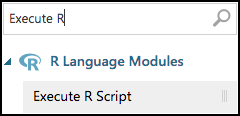 Execute R
R Language Modules
Execute R Script